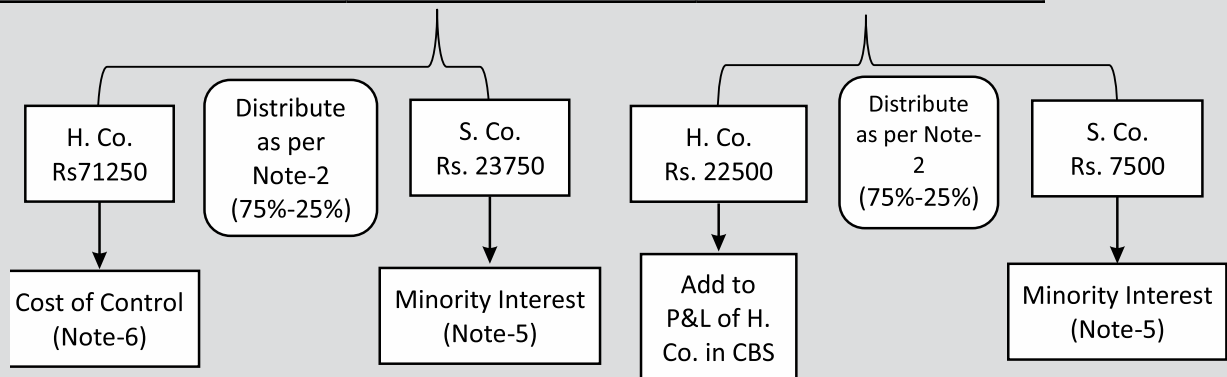 H. Co.
Rs71250
Distribute
as per
Note-2
(75%-25%)
S. Co.
Rs. 23750
H. Co.
Rs. 22500
Distribute
as per Note-
2
(75%-25%)
S. Co.
Rs. 7500
Cost of Control
(Note-6)
Minority Interest
(Note-5)
Add to
P&L of H.
Co. in CBS
Minority Interest
(Note-5)